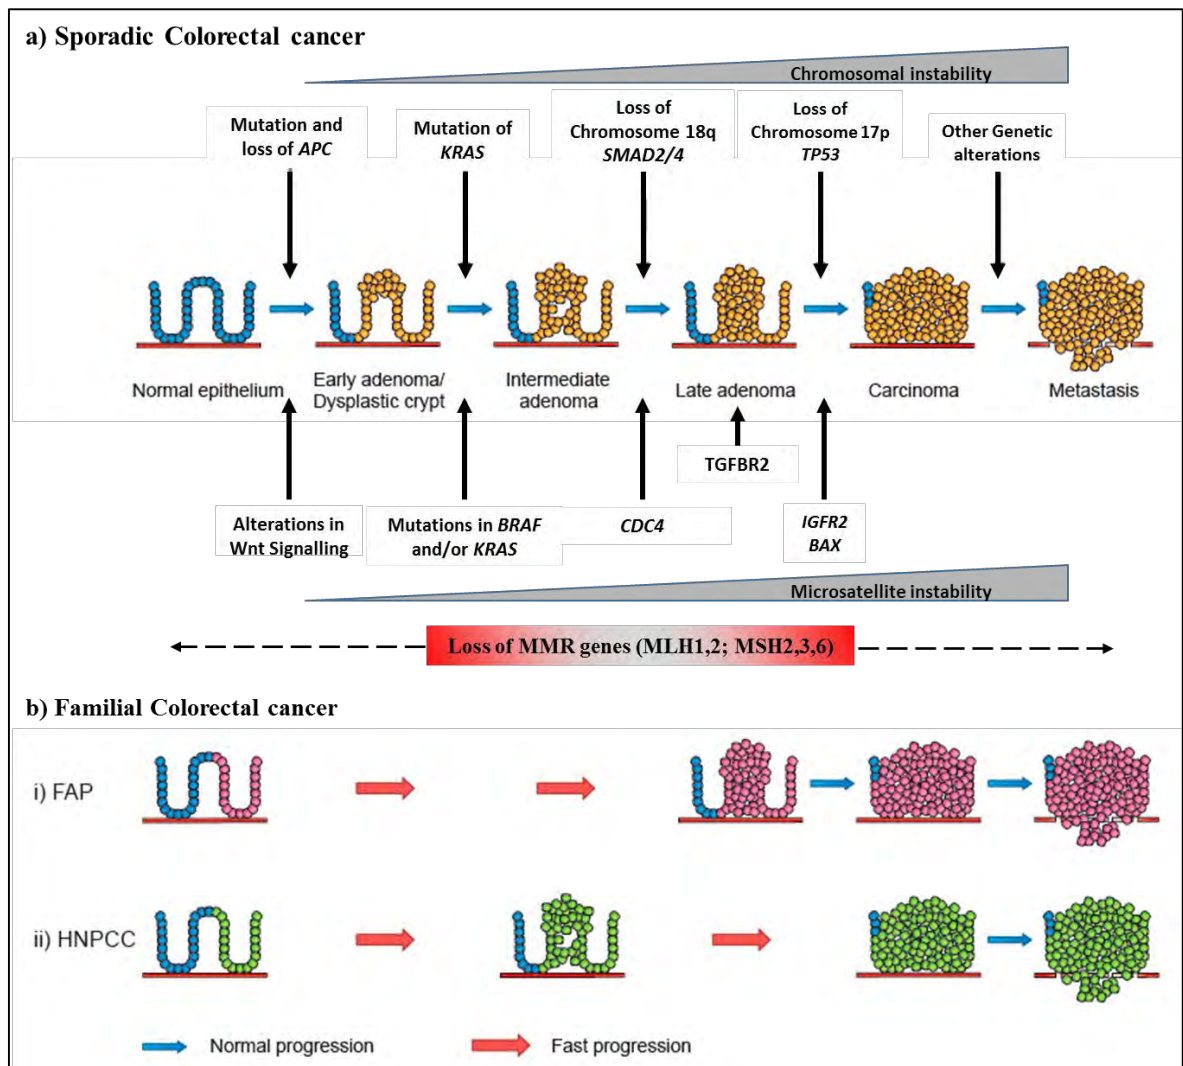 a) Sporadic Colorectal cancer
Chromosomal instability
Mutation and
loss of APC
Mutation of
KRAS
Loss of
Chromosome 18q
SMAD2/4
Loss of
Chromosome 17p
TP53
Other Genetic
alterations
Normal epithelium
Early adenoma/
Dysplastic crypt
Intermediate
adenoma
Late adenoma
Carcinoma
Metastasis
TGFBR2
Alterations in
Wnt Signalling
Mutations in BRAF
and/or KRAS
CDC4
IGFR2
BAX
Microsatellite instability
Loss of MMR genes (MLH1,2; MSH2,3,6)
b) Familial Colorectal cancer
i) FAP
ii) HNPCC
Normal progression
Fast progression